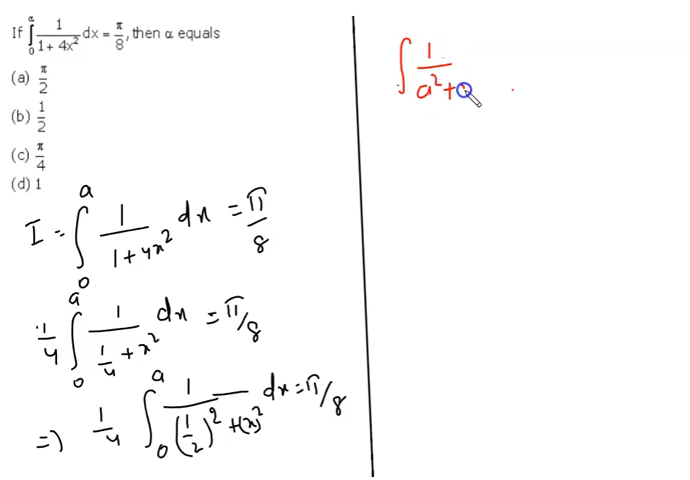 If ∫₀^α 1/(1 + 4x²) dx = π/8, then α equals
(a) π/2
(b) 1/2
(c) π/4
(d) 1
I = ∫₀^a 1/(1+4x²) dx = π/8
1/4 ∫₀^a 1/(1/4 + x²) dx = π/8
=) 1/4 ∫₀^a 1/((1/2)² + (x)²) dx = π/8
∫ 1/(a² +